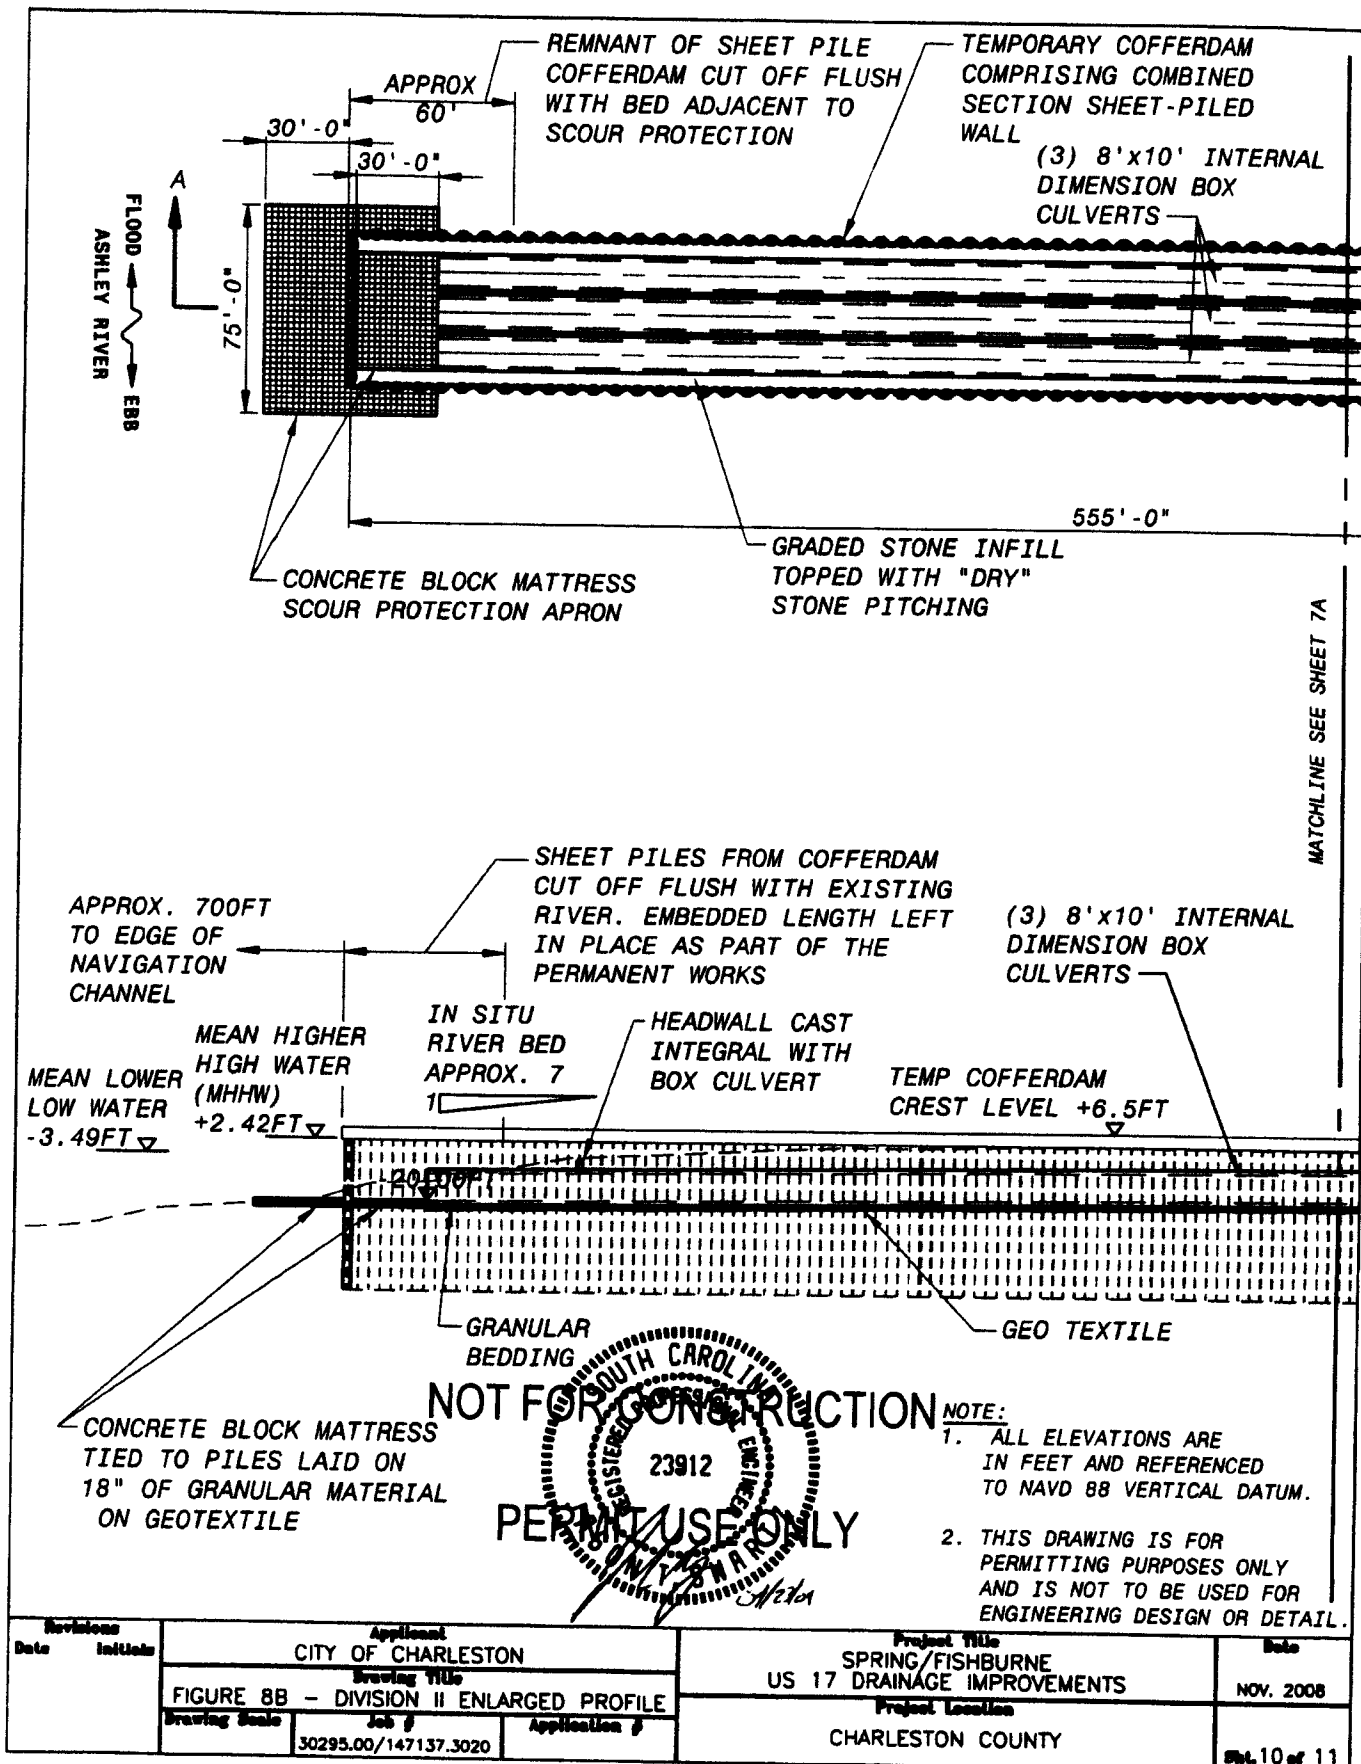 REMNANT OF SHEET PILE
COFFERDAM CUT OFF FLUSH
WITH BED ADJACENT TO
SCOUR PROTECTION
TEMPORARY COFFERDAM
COMPRISING COMBINED
SECTION SHEET-PILED
WALL
(3) 8'x10' INTERNAL
DIMENSION BOX
CULVERTS
APPROX
60'
30'-0"
30'-0"
A
FLOOD
EBB
ASHLEY RIVER
75'-0"
555'-0"
GRADED STONE INFILL
TOPPED WITH "DRY"
STONE PITCHING
CONCRETE BLOCK MATTRESS
SCOUR PROTECTION APRON
MATCHLINE SEE SHEET 7A
SHEET PILES FROM COFFERDAM
CUT OFF FLUSH WITH EXISTING
RIVER. EMBEDDED LENGTH LEFT
IN PLACE AS PART OF THE
PERMANENT WORKS
APPROX. 700FT
TO EDGE OF
NAVIGATION
CHANNEL
(3) 8'x10' INTERNAL
DIMENSION BOX
CULVERTS
IN SITU
RIVER BED
APPROX. 7
1
HEADWALL CAST
INTEGRAL WITH
BOX CULVERT
MEAN HIGHER
HIGH WATER
(MHHW)
+2.42FT
MEAN LOWER
LOW WATER
-3.49FT
TEMP COFFERDAM
CREST LEVEL +6.5FT
GRANULAR
BEDDING
GEO TEXTILE
CONCRETE BLOCK MATTRESS
TIED TO PILES LAID ON
18" OF GRANULAR MATERIAL
ON GEOTEXTILE
NOT FOR CONSTRUCTION
PERMIT USE ONLY
SOUTH CAROLINA
REGISTERED PROFESSIONAL ENGINEER
23912
NOTE:
1. ALL ELEVATIONS ARE
IN FEET AND REFERENCED
TO NAVD 88 VERTICAL DATUM.
2. THIS DRAWING IS FOR
PERMITTING PURPOSES ONLY
AND IS NOT TO BE USED FOR
ENGINEERING DESIGN OR DETAIL.
Revisions
Date Initials
Applicant
CITY OF CHARLESTON
Drawing Title
FIGURE 8B - DIVISION II ENLARGED PROFILE
Drawing Scale
Job #
30295.00/147137.3020
Application #
Project Title
SPRING/FISHBURNE
US 17 DRAINAGE IMPROVEMENTS
Project Location
CHARLESTON COUNTY
Date
NOV. 2008
Sht. 10 of 11